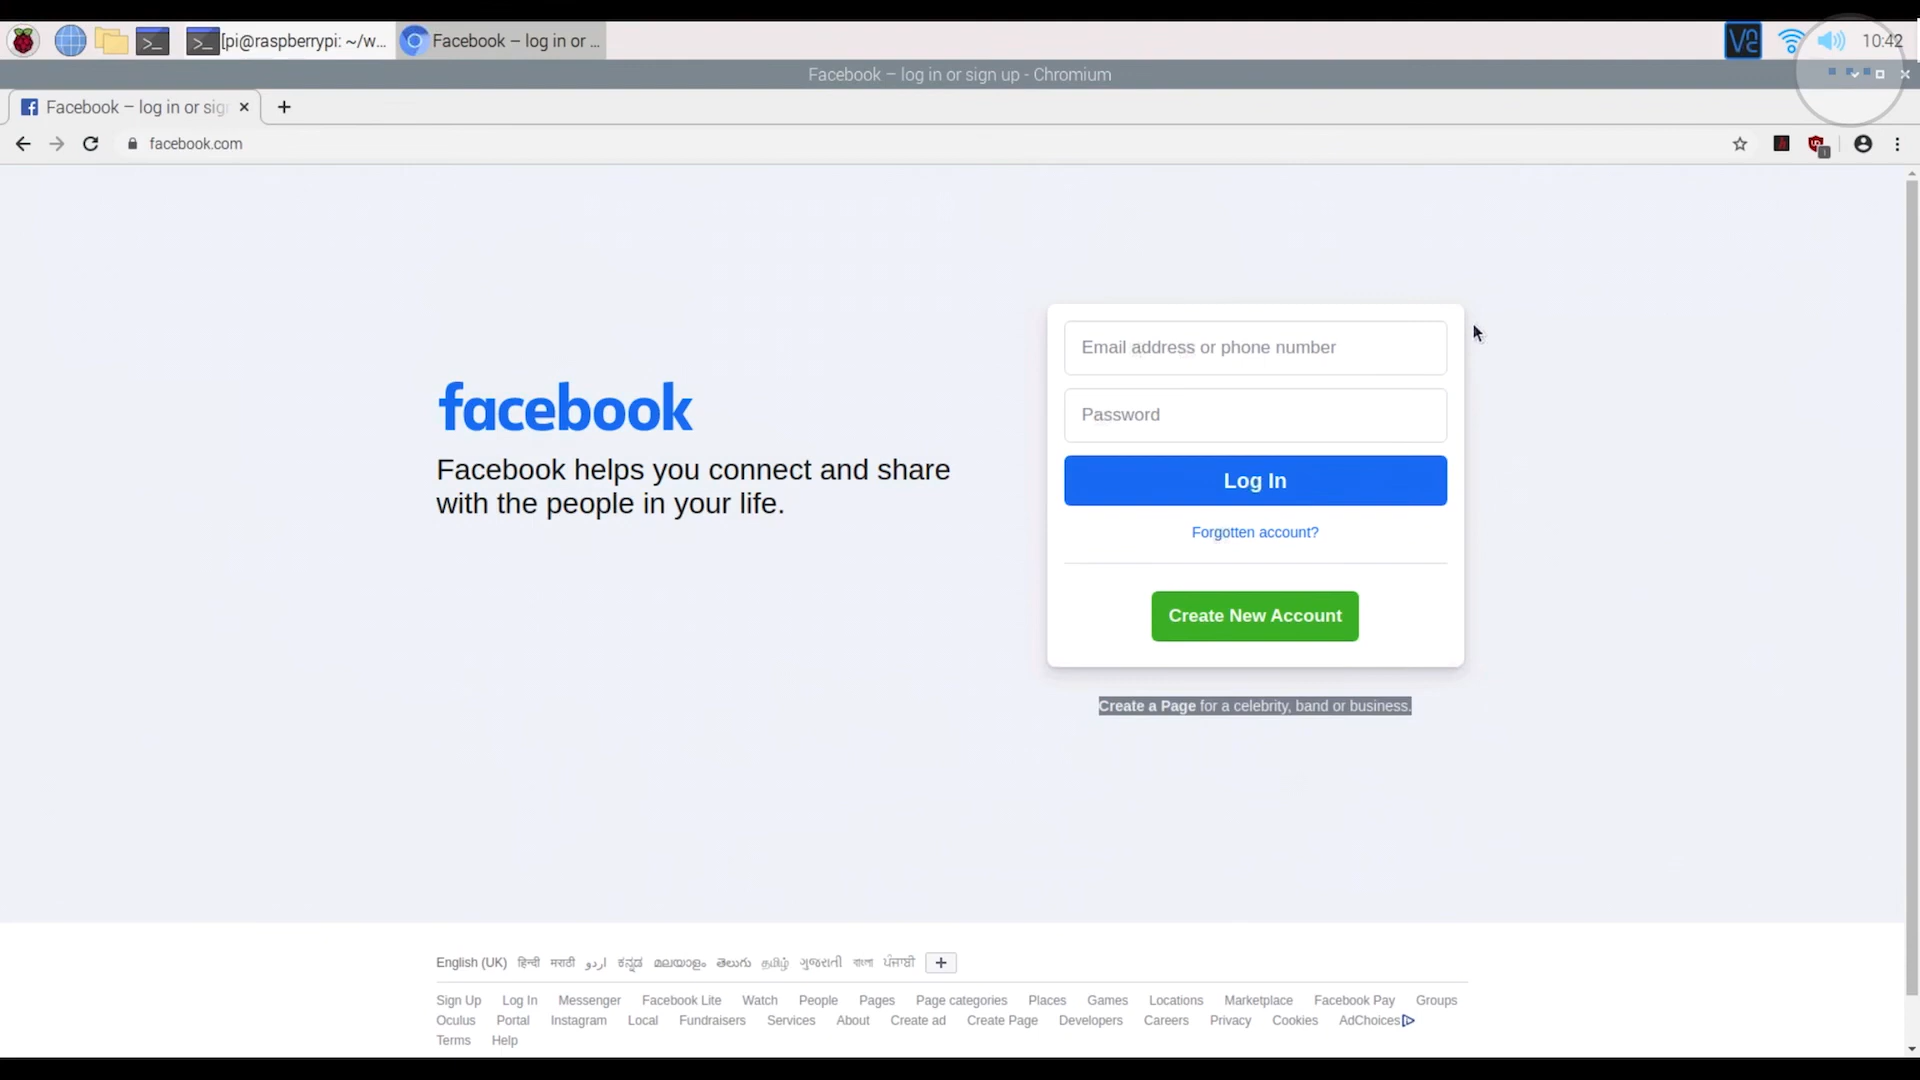 [pi@raspberrypi: ~/w...
Facebook – log in or ...
10:42
Facebook – log in or sign up - Chromium
Facebook – log in or sig
facebook.com
Email address or phone number
facebook
Password
Facebook helps you connect and share
with the people in your life.
Log In
Forgotten account?
Create New Account
Create a Page for a celebrity, band or business.
English (UK) हिन्दी मराठी اردو ಕನ್ನಡ മലയാളം తెలుగు தமிழ் ગુજરાતી বাংলা ਪੰਜਾਬੀ +
Sign Up Log In Messenger Facebook Lite Watch People Pages Page categories Places Games Locations Marketplace Facebook Pay Groups
Oculus Portal Instagram Local Fundraisers Services About Create ad Create Page Developers Careers Privacy Cookies AdChoices
Terms Help